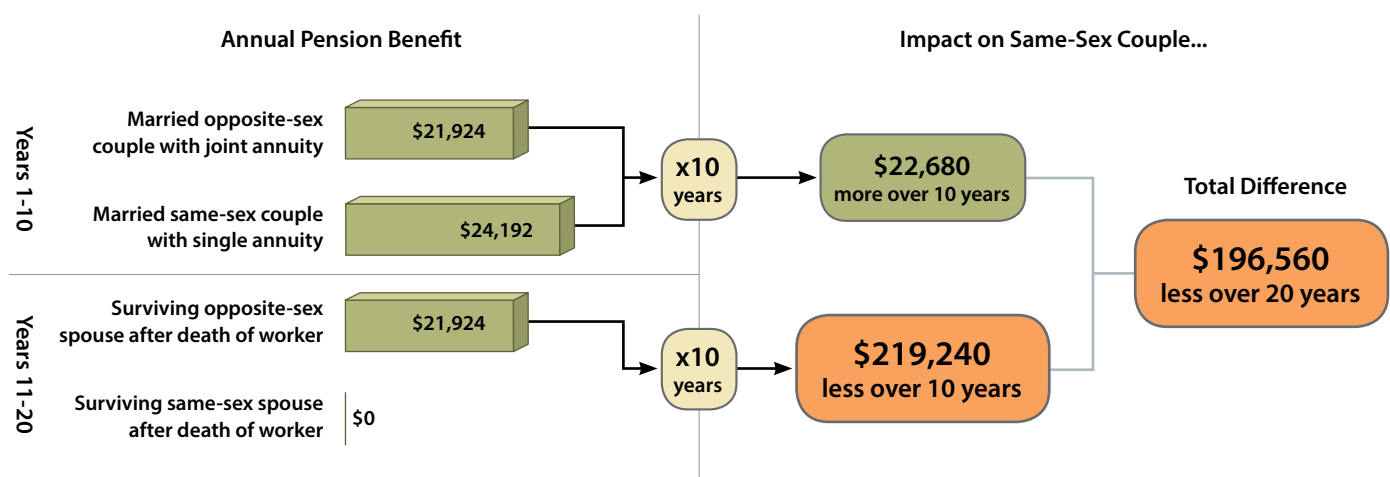 Annual Pension Benefit
Impact on Same-Sex Couple...
Years 1-10
Married opposite-sex
couple with joint annuity
$21,924
Married same-sex couple
with single annuity
$24,192
x10
years
$22,680
more over 10 years
Years 11-20
Surviving opposite-sex
spouse after death of worker
$21,924
Surviving same-sex spouse
after death of worker
$0
x10
years
$219,240
less over 10 years
Total Difference
$196,560
less over 20 years